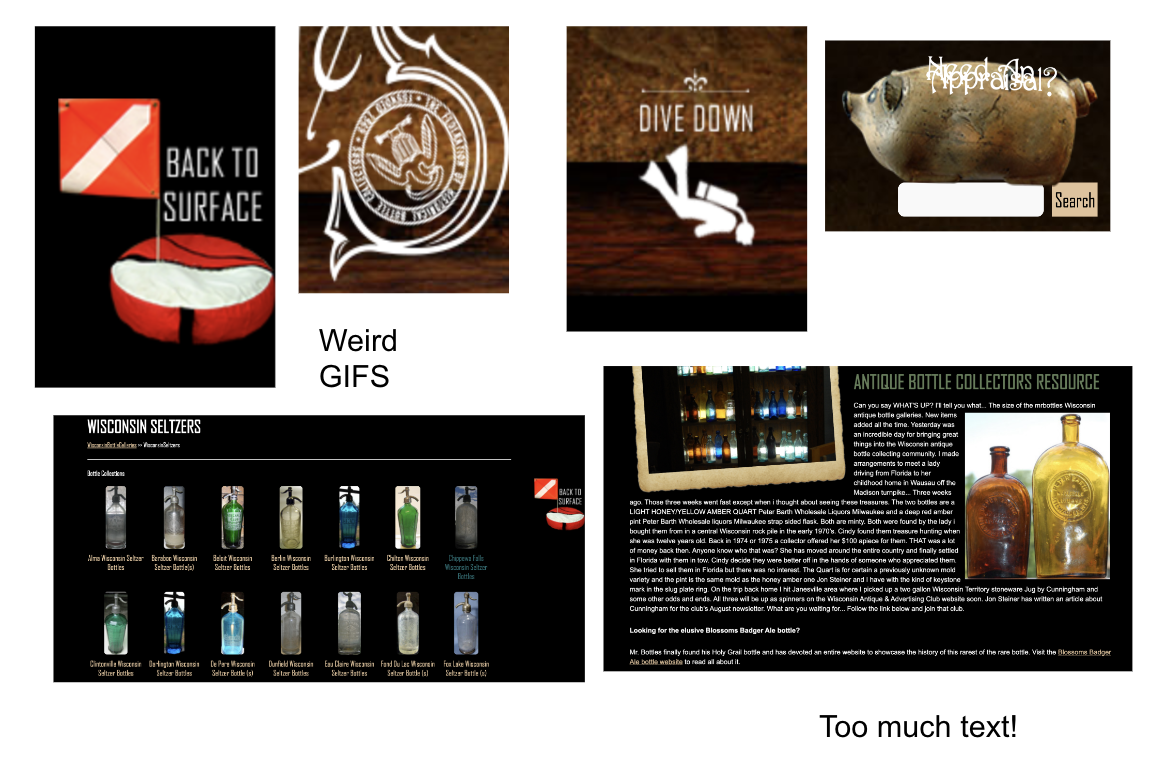 BACK TO
SURFACE
DIVE DOWN
Need An
Appraisal?
Search
Weird
GIFS
WISCONSIN SELTZERS
WisconsinBottleGalleries >> WisconsinSeltzers
Bottle Collections
Alma Wisconsin Seltzer Bottles
Baraboo Wisconsin Seltzer Bottle(s)
Beloit Wisconsin Seltzer Bottles
Berlin Wisconsin Seltzer Bottles
Burlington Wisconsin Seltzer Bottles
Chilton Wisconsin Seltzer Bottles
Chippewa Falls Wisconsin Seltzer Bottles
BACK TO
SURFACE
Clintonville Wisconsin Seltzer Bottles
Darlington Wisconsin Seltzer Bottles
De Pere Wisconsin Seltzer Bottle (s)
Dunfield Wisconsin Seltzer Bottles
Eau Claire Wisconsin Seltzer Bottles
Fond Du Lac Wisconsin Seltzer Bottle (s)
Fox Lake Wisconsin Seltzer Bottle (s)
ANTIQUE BOTTLE COLLECTORS RESOURCE
Can you say WHAT'S UP? I'll tell you what... The size of the mrbottles Wisconsin
antique bottle galleries. New items
added all the time. Yesterday was
an incredible day for bringing great
things into the Wisconsin antique
bottle collecting community. I made
arrangements to meet a lady
driving from Florida to her
childhood home in Wausau off the
Madison turnpike... Three weeks
ago. Those three weeks went fast except when i thought about seeing these treasures. The two bottles are a
LIGHT HONEY/YELLOW AMBER QUART Peter Barth Wholesale Liquors Milwaukee and a deep red amber
pint Peter Barth Wholesale liquors Milwaukee strap sided flask. Both are minty. Both were found by the lady i
bought them from in a central Wisconsin rock pile in the early 1970's. Cindy found them treasure hunting when
she was twelve years old. Back in 1974 or 1975 a collector offered her $100 apiece for them. THAT was a lot
of money back then. Anyone know who that was? She has moved around the entire country and finally settled
in Florida with them in tow. Cindy decide they were better off in the hands of someone who appreciated them.
She tried to sell them in Florida but there was no interest. The Quart is for certain a previously unknown mold
variety and the pint is the same mold as the honey amber one Jon Steiner and I have with the kind of keystone
mark in the slug plate ring. On the trip back home I hit Janesville area where I picked up a two gallon Wisconsin Territory stoneware Jug by Cunningham and
some other odds and ends. All three will be up as spinners on the Wisconsin Antique & Advertising Club website soon. Jon Steiner has written an article about
Cunningham for the club's August newsletter. What are you waiting for... Follow the link below and join that club.
Looking for the elusive Blossoms Badger Ale bottle?
Mr. Bottles finally found his Holy Grail bottle and has devoted an entire website to showcase the history of this rarest of the rare bottle. Visit the Blossoms Badger
Ale bottle website to read all about it.
Too much text!